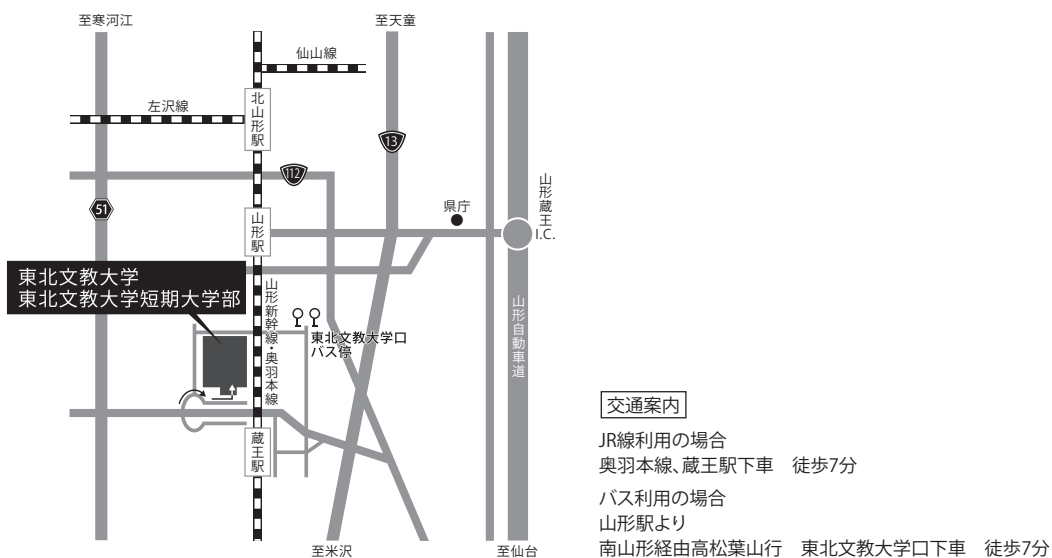 至寒河江
至天童
仙山線
左沢線
北山形駅
13
112
51
県庁
山形蔵王I.C.
山形駅
東北文教大学
東北文教大学短期大学部
山形新幹線・奥羽本線
東北文教大学口
バス停
山形自動車道
蔵王駅
至米沢
至仙台
交通案内
JR線利用の場合
奥羽本線、蔵王駅下車　徒歩7分
バス利用の場合
山形駅より
南山形経由高松葉山行　東北文教大学口下車　徒歩7分